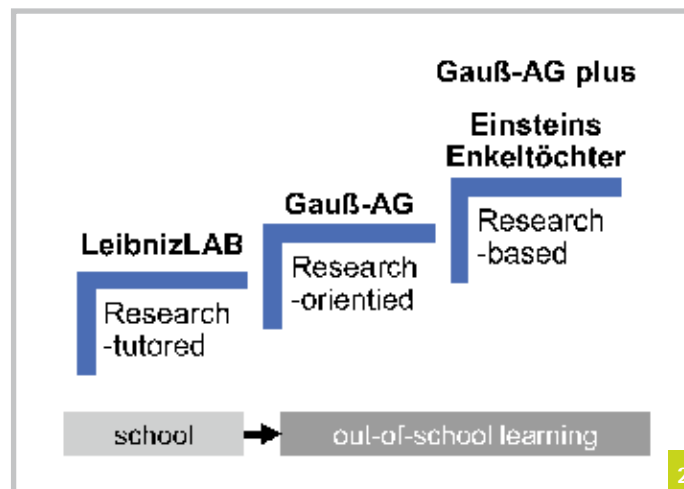 Gauß-AG plus
Einsteins
Enkeltöchter
Gauß-AG
LeibnizLAB
Research
-based
Research
-orientied
Research
-tutored
school
out-of-school learning
2